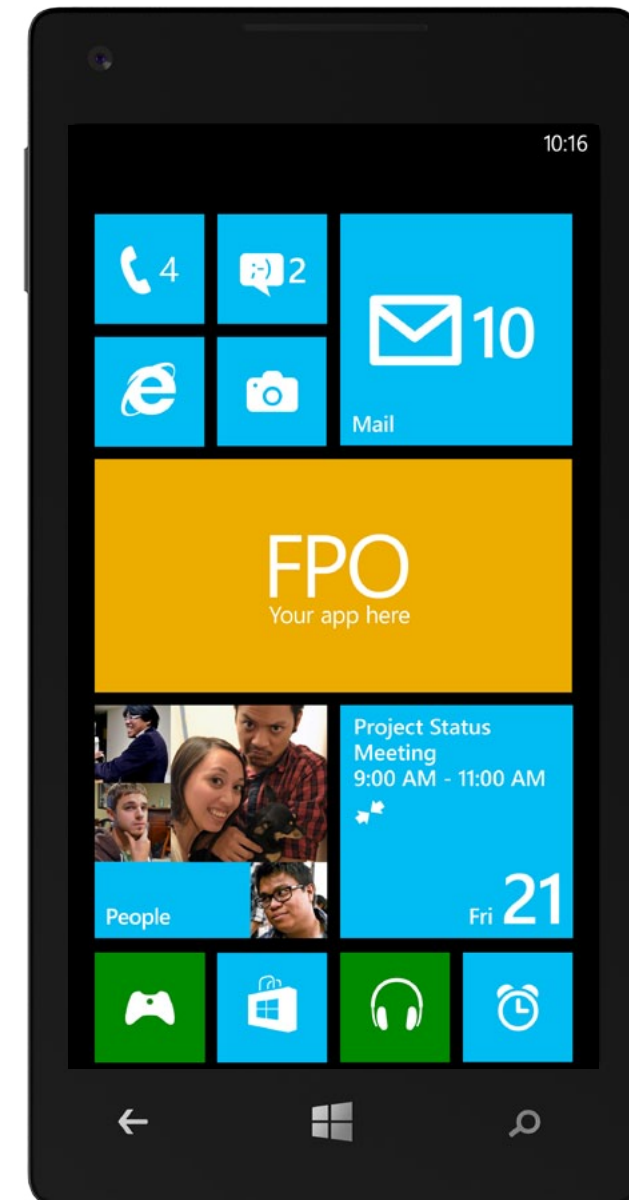 10:16
4
;-) 2
10
Mail
FPO
Your app here
Project Status
Meeting
9:00 AM - 11:00 AM
People
Fri 21